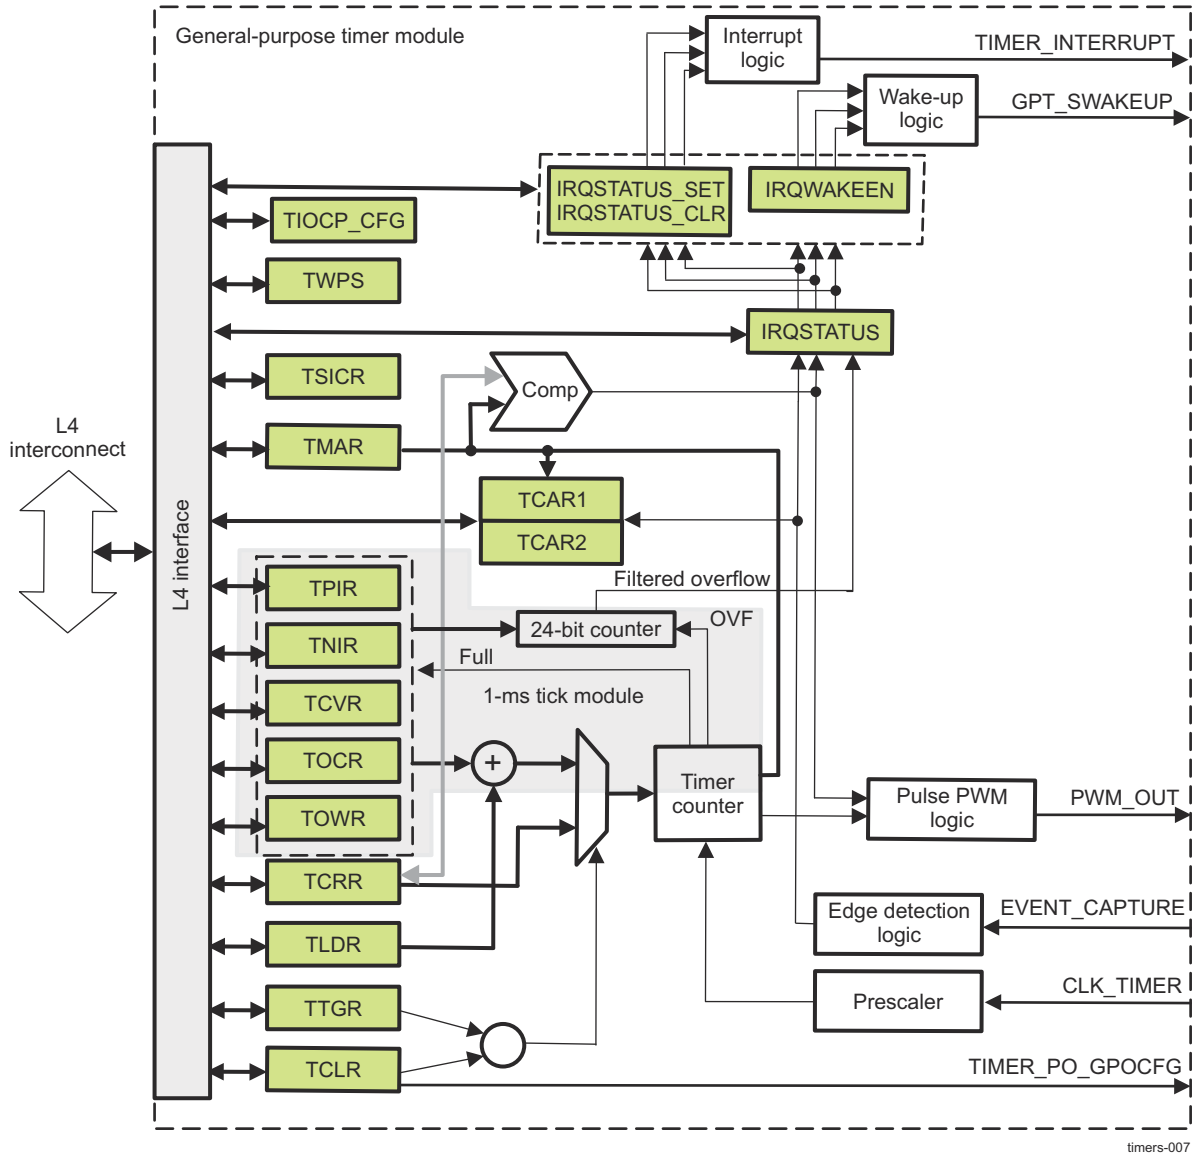 General-purpose timer module
Interrupt
logic
TIMER_INTERRUPT
Wake-up
logic
GPT_SWAKEUP
IRQSTATUS_SET
IRQSTATUS_CLR
IRQWAKEEN
TIOCP_CFG
TWPS
IRQSTATUS
TSICR
Comp
L4
interconnect
TMAR
L4 interface
TCAR1
TCAR2
TPIR
Filtered overflow
24-bit counter
OVF
TNIR
Full
TCVR
1-ms tick module
TOCR
+
Timer
counter
TOWR
Pulse PWM
logic
PWM_OUT
TCRR
Edge detection
logic
EVENT_CAPTURE
TLDR
TTGR
Prescaler
CLK_TIMER
TCLR
TIMER_PO_GPOCFG
timers-007